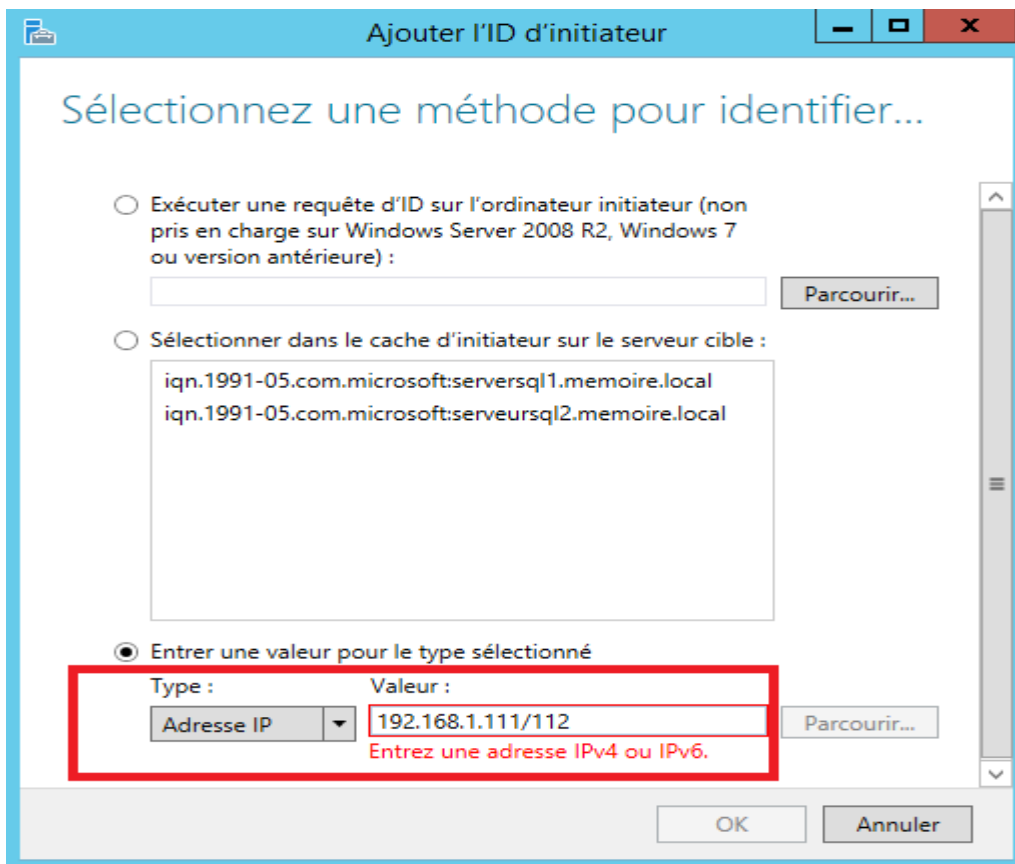 Ajouter l'ID d'initiateur
Sélectionnez une méthode pour identifier...
Exécuter une requête d'ID sur l'ordinateur initiateur (non
pris en charge sur Windows Server 2008 R2, Windows 7
ou version antérieure) :
Parcourir...
Sélectionner dans le cache d'initiateur sur le serveur cible :
iqn.1991-05.com.microsoft:serversql1.memoire.local
iqn.1991-05.com.microsoft:serveursql2.memoire.local
Entrer une valeur pour le type sélectionné
Type : Valeur :
Adresse IP 192.168.1.111/112 Parcourir...
Entrez une adresse IPv4 ou IPv6.
OK Annuler